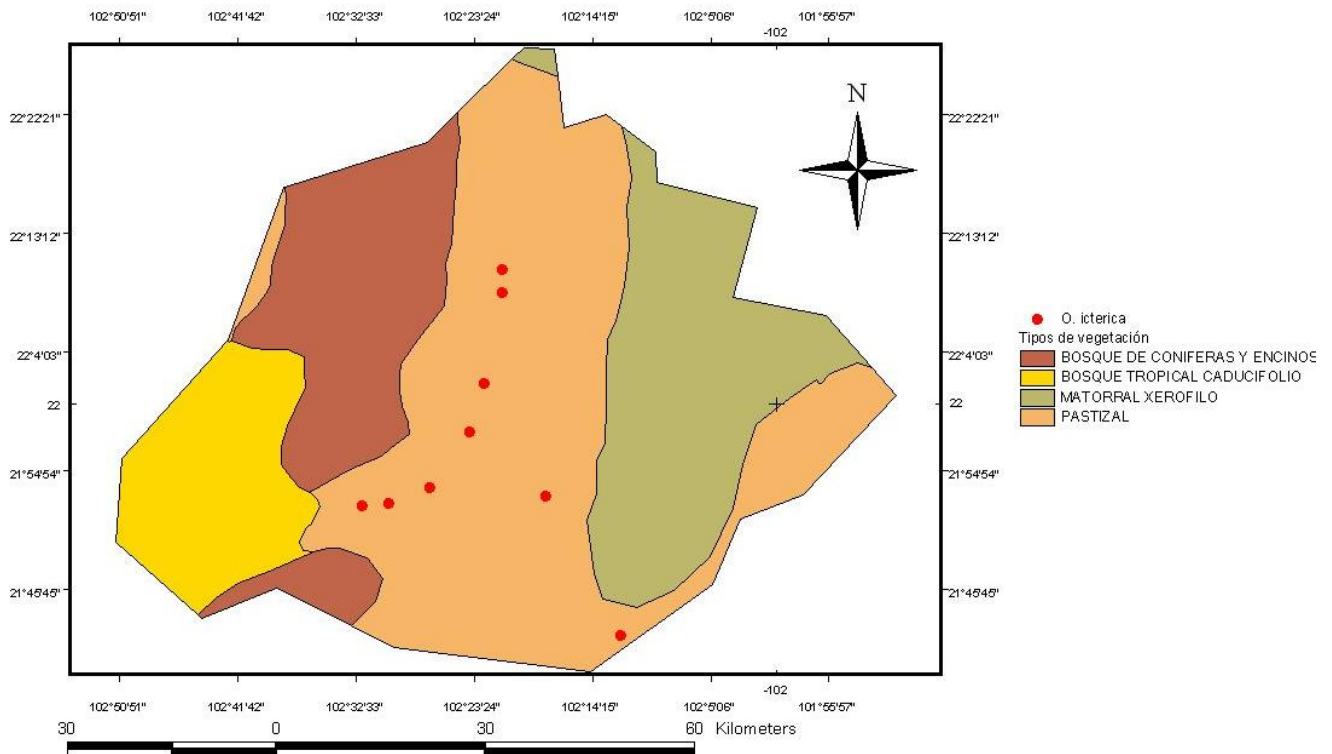 102°50'51" 102°41'42" 102°32'33" 102°23'24" 102°14'15" 102°5'06" 101°55'57"
-102
N
22°22'21" 22°22'21"
22°13'12" 22°13'12"
22°4'03" 22°4'03"
22 22
21°54'54" 21°54'54"
21°45'45" 21°45'45"
O. icterica
Tipos de vegetación
BOSQUE DE CONIFERAS Y ENCINOS
BOSQUE TROPICAL CADUCIFOLIO
MATORRAL XEROFILO
PASTIZAL
-102
102°50'51" 102°41'42" 102°32'33" 102°23'24" 102°14'15" 102°5'06" 101°55'57"
30 0 30 60 Kilometers